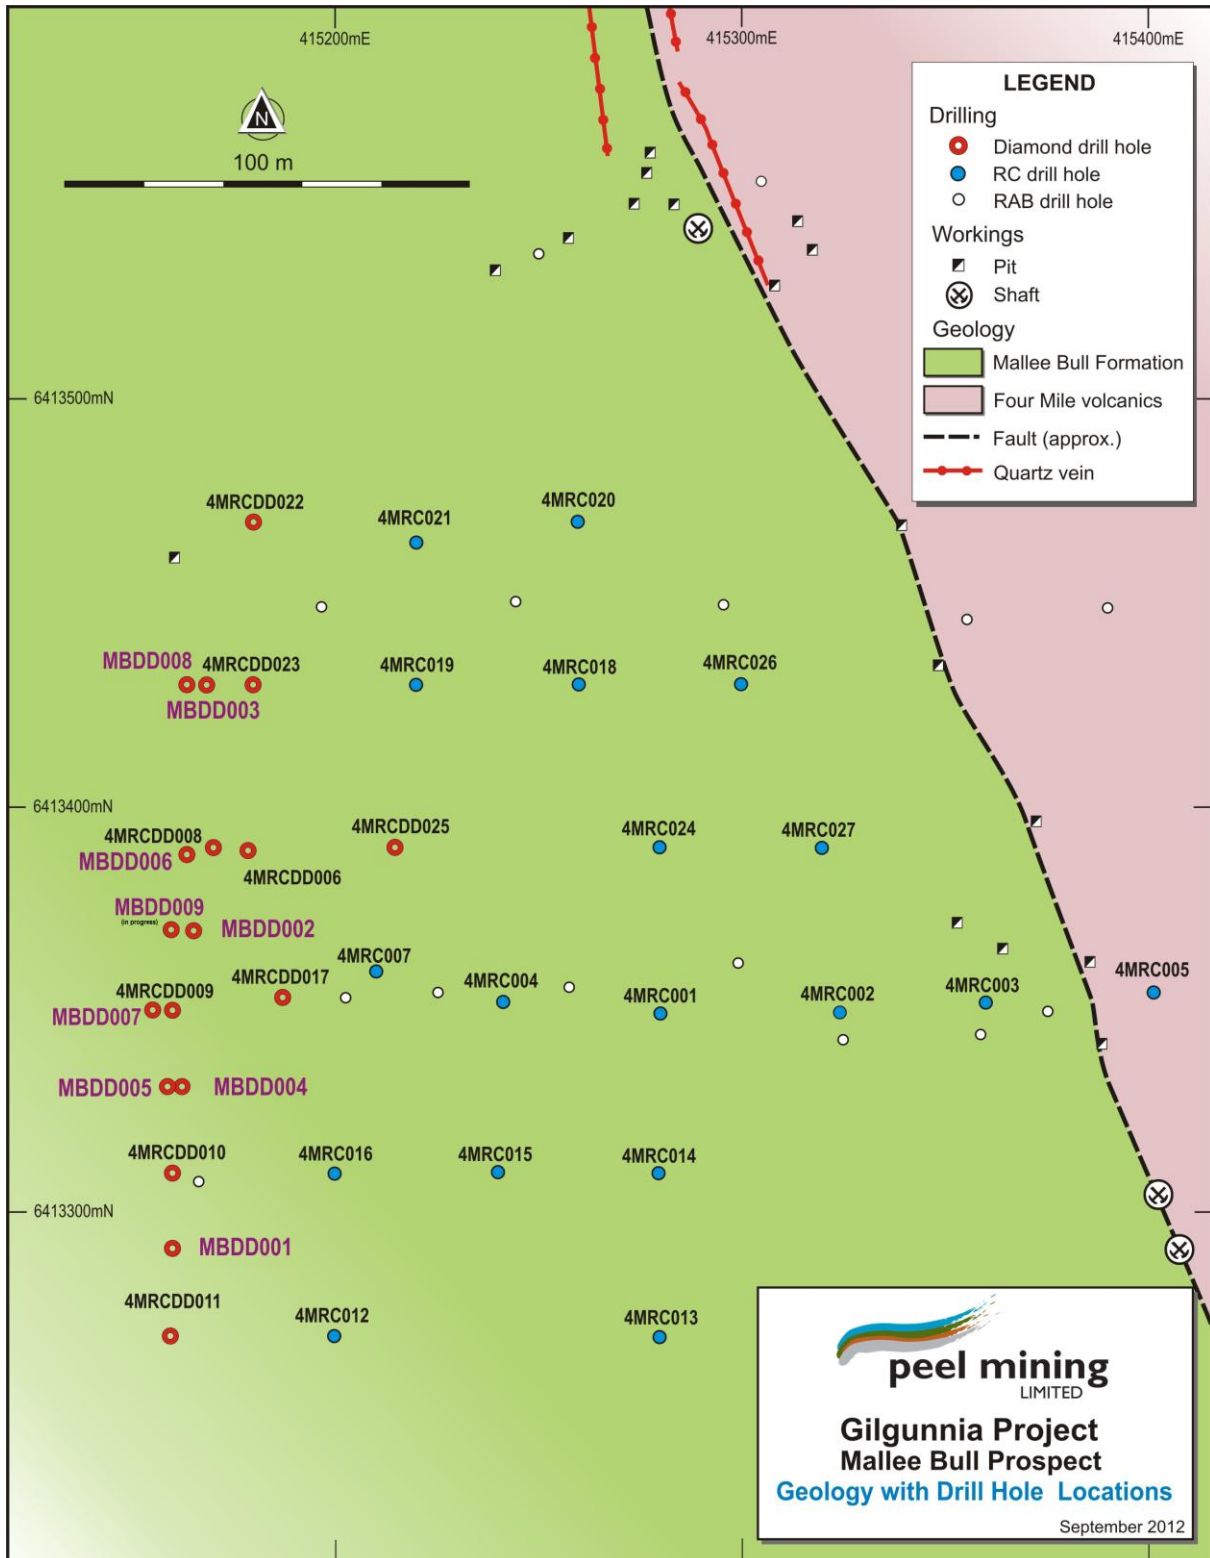 415200mE
415300mE
415400mE
N
100 m
LEGEND
Drilling
Diamond drill hole
RC drill hole
RAB drill hole
Workings
Pit
Shaft
Geology
Mallee Bull Formation
Four Mile volcanics
Fault (approx.)
Quartz vein
6413500mN
4MRCDD022
4MRC021
4MRC020
MBDD008
4MRCDD023
4MRC019
4MRC018
4MRC026
MBDD003
6413400mN
4MRCDD008
4MRCDD025
4MRC024
4MRC027
MBDD006
4MRCDD006
MBDD009
(in progress)
MBDD002
4MRC007
4MRCDD017
4MRC004
4MRC001
4MRC002
4MRC003
4MRC005
4MRCDD009
MBDD007
MBDD005
MBDD004
4MRCDD010
4MRC016
4MRC015
4MRC014
6413300mN
MBDD001
4MRCDD011
4MRC012
4MRC013
peel mining
LIMITED
Gilgunnia Project
Mallee Bull Prospect
Geology with Drill Hole Locations
September 2012